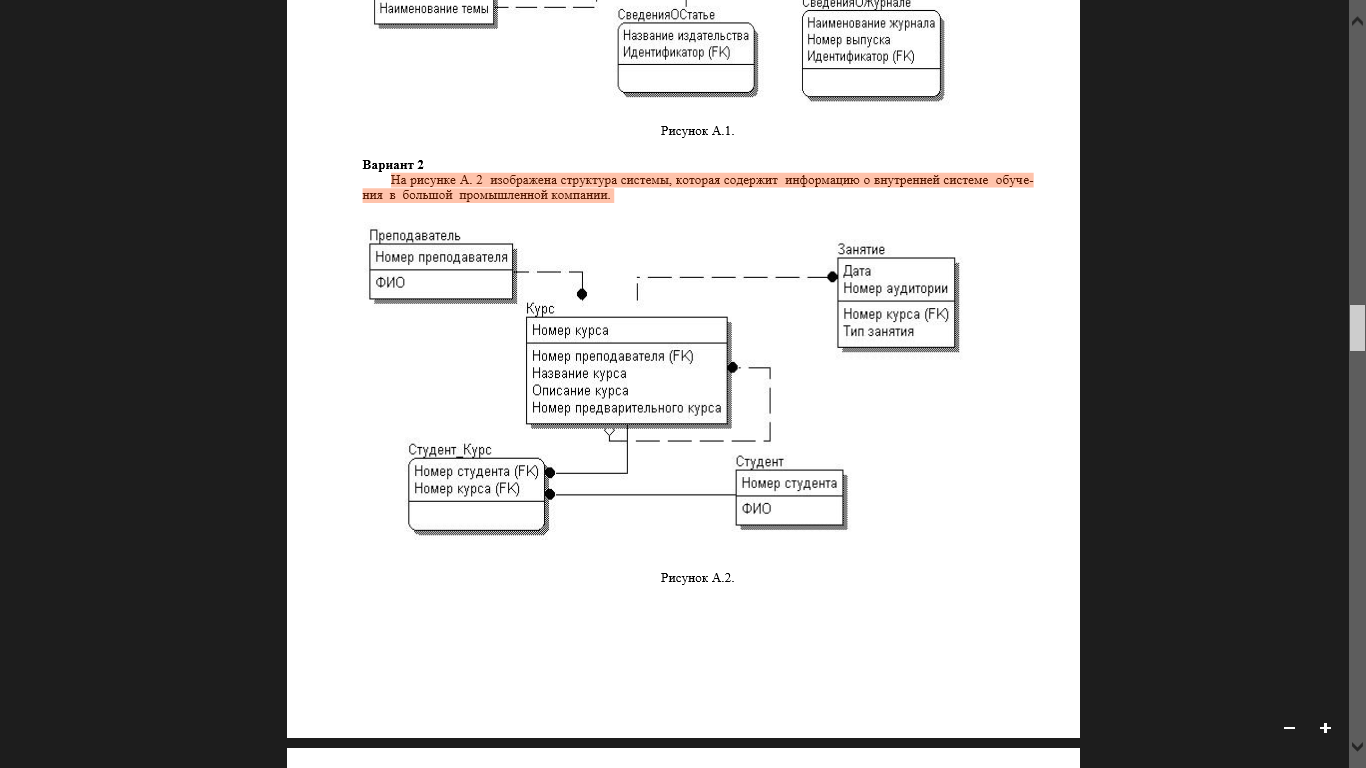 Наименование темы
СведенияОСтатье
Название издательства
Идентификатор (FK)
СведенияОЖурнале
Наименование журнала
Номер выпуска
Идентификатор (FK)
Рисунок А.1.
Вариант 2
На рисунке А. 2 изображена структура системы, которая содержит информацию о внутренней системе обуче-
ния в большой промышленной компании.
Преподаватель
Номер преподавателя
ФИО
Занятие
Дата
Номер аудитории
Номер курса (FK)
Тип занятия
Курс
Номер курса
Номер преподавателя (FK)
Название курса
Описание курса
Номер предварительного курса
Студент_Курс
Номер студента (FK)
Номер курса (FK)
Студент
Номер студента
ФИО
Рисунок А.2.